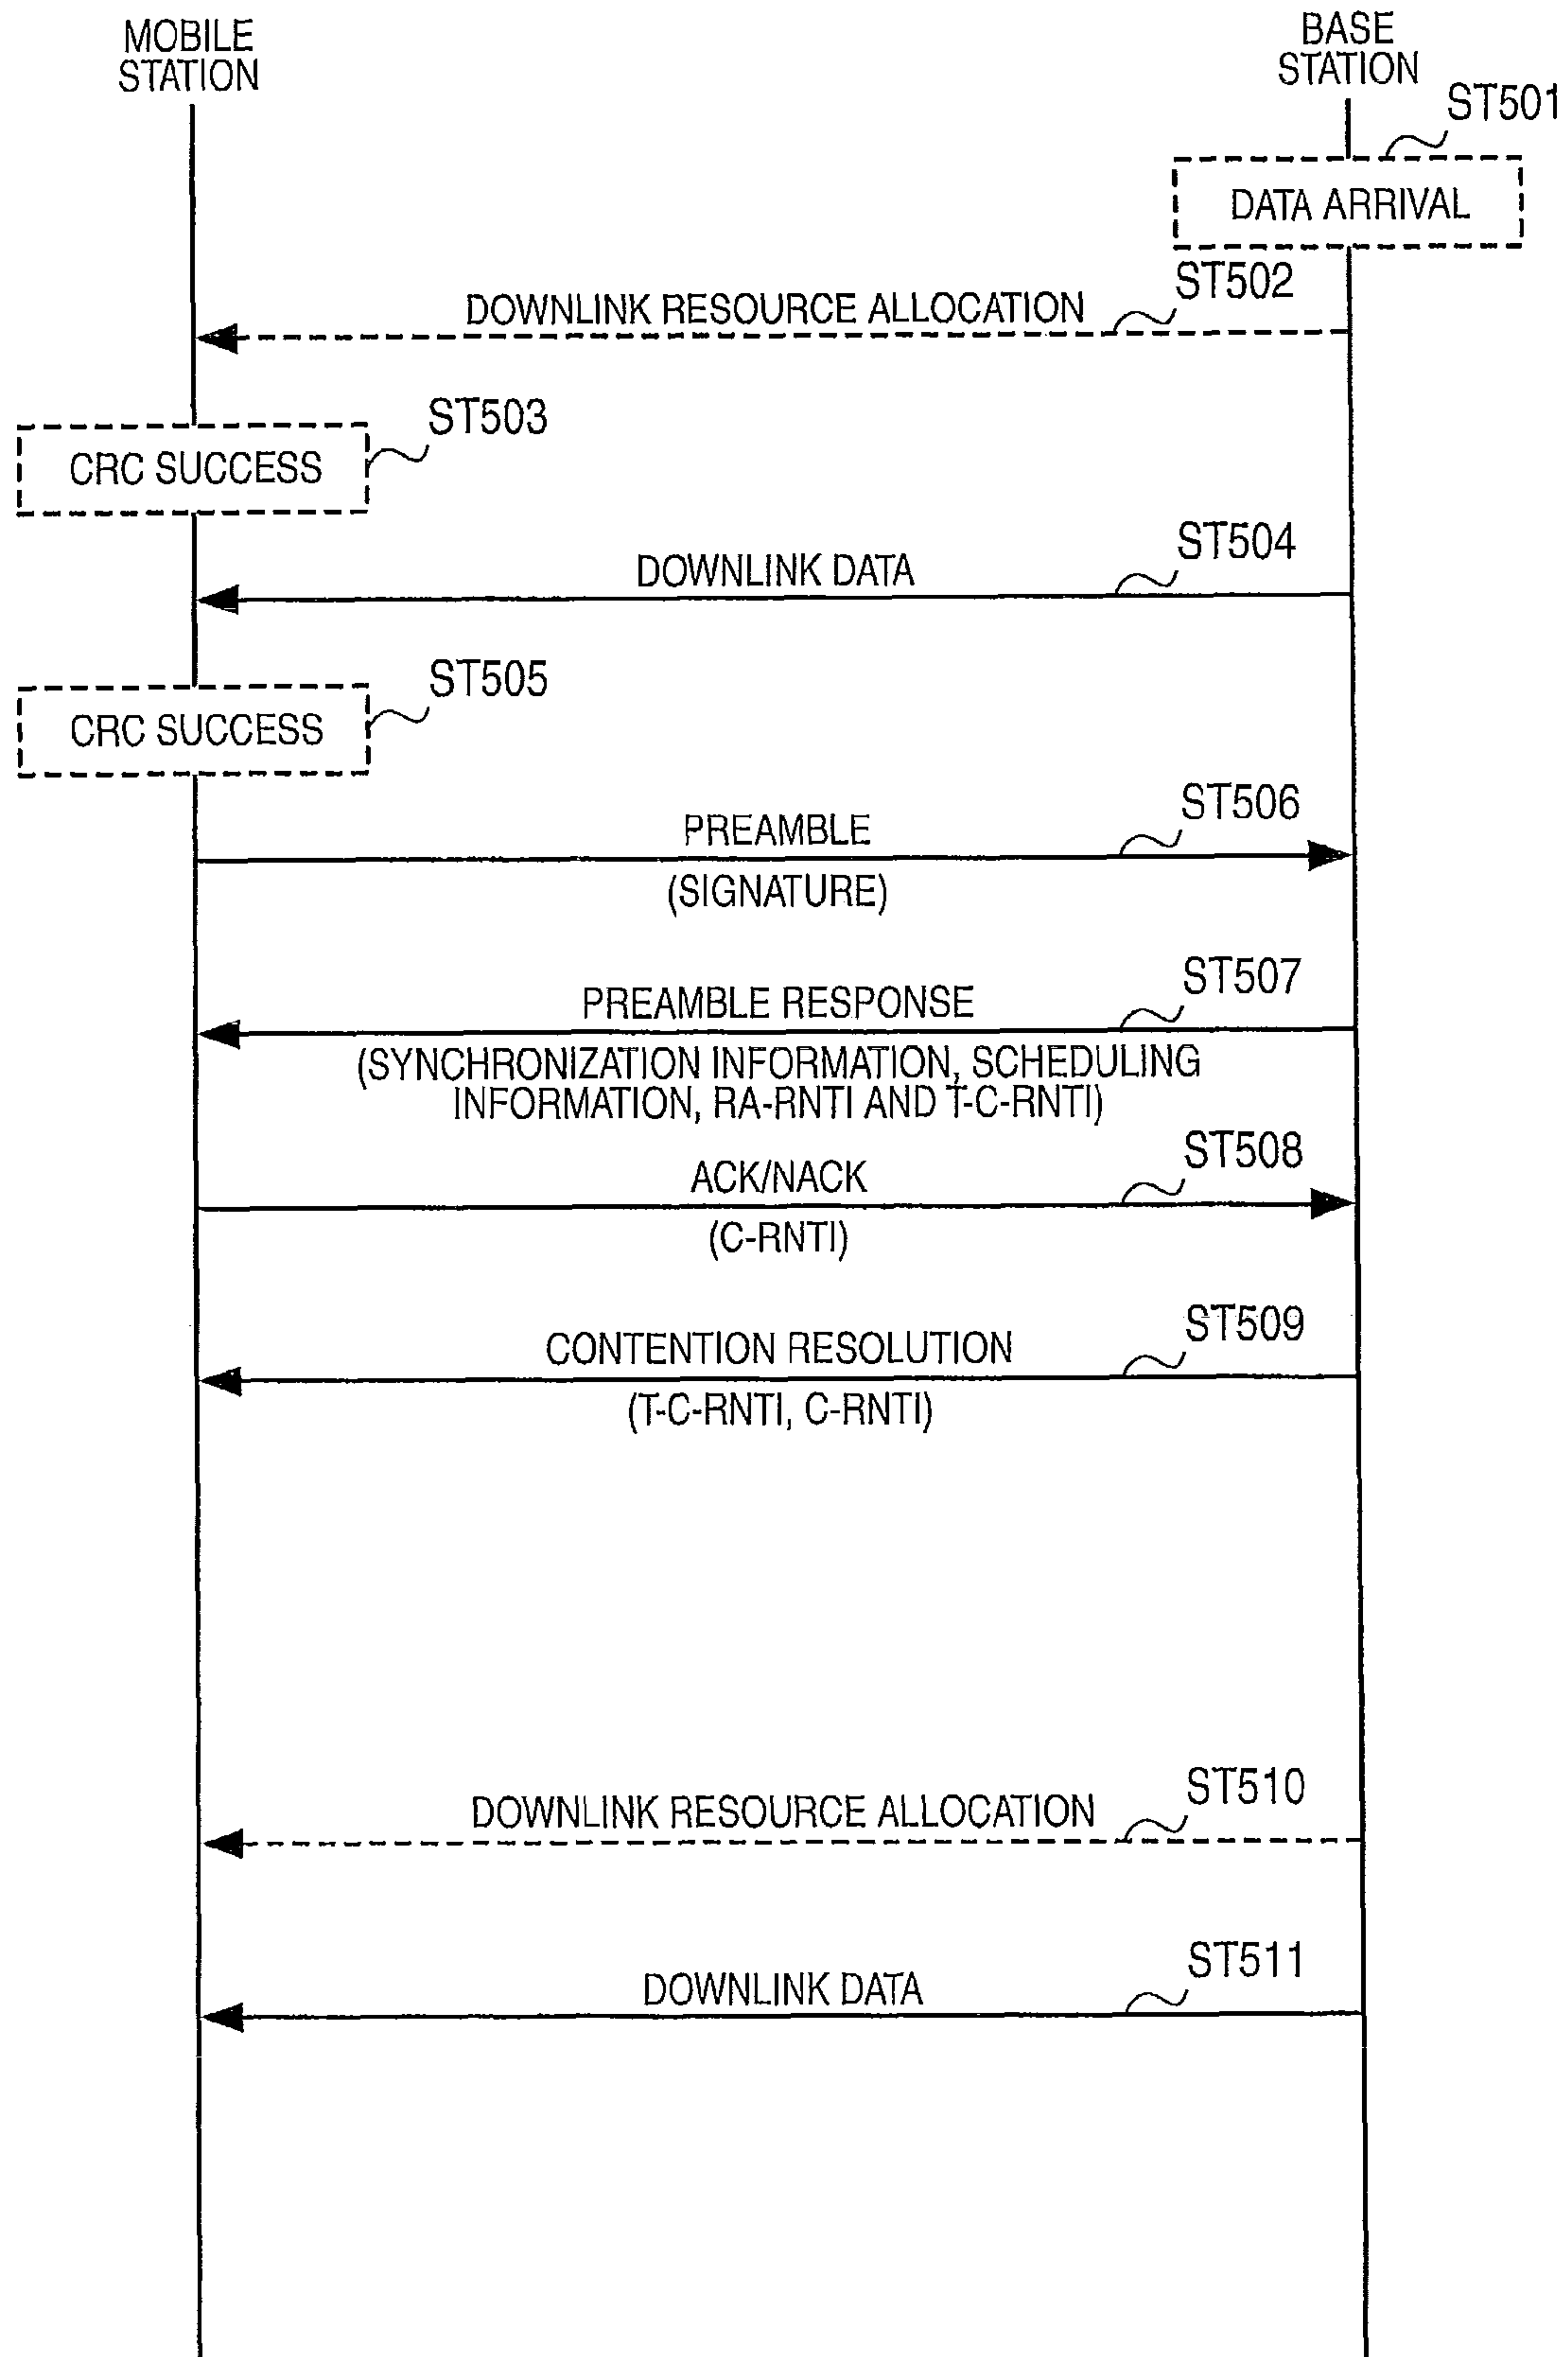 MOBILE
STATION
BASE
STATION
ST501
DATA ARRIVAL
ST502
DOWNLINK RESOURCE ALLOCATION
ST503
CRC SUCCESS
ST504
DOWNLINK DATA
ST505
CRC SUCCESS
ST506
PREAMBLE
(SIGNATURE)
ST507
PREAMBLE RESPONSE
(SYNCHRONIZATION INFORMATION, SCHEDULING
INFORMATION, RA-RNTI AND T-C-RNTI)
ST508
ACK/NACK
(C-RNTI)
ST509
CONTENTION RESOLUTION
(T-C-RNTI, C-RNTI)
ST510
DOWNLINK RESOURCE ALLOCATION
ST511
DOWNLINK DATA